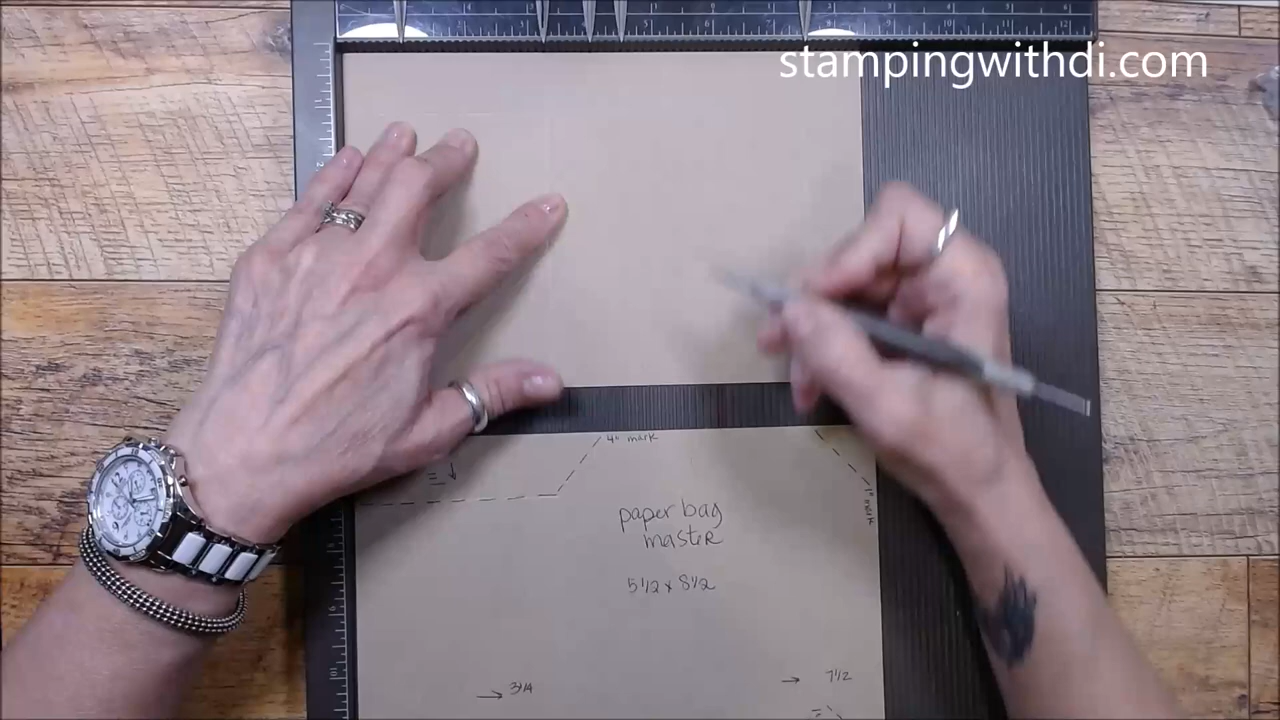 stampingwithdi.com
4" mark
1" mark
paper bag
master
5 1/2 x 8 1/2
3 1/4
7 1/2